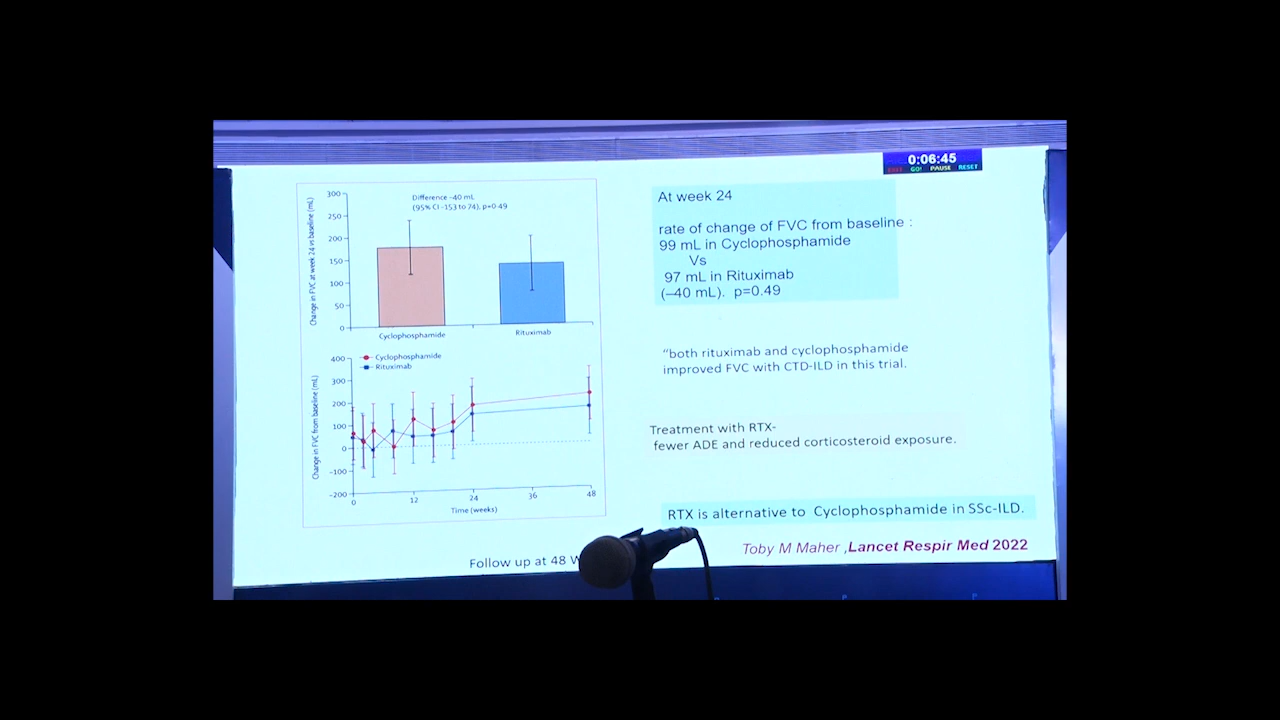 0:06:45
EXIT GO! PAUSE RESET
Difference -40 mL
(95% CI -153 to 74), p=0·49
Change in FVC at week 24 vs baseline (mL)
300
250
200
150
100
50
0
Cyclophosphamide
Rituximab
Cyclophosphamide
Rituximab
Change in FVC from baseline (mL)
400
300
200
100
0
-100
-200
0
12
24
36
48
Time (weeks)
Follow up at 48 W
At week 24
rate of change of FVC from baseline :
99 mL in Cyclophosphamide
Vs
97 mL in Rituximab
(–40 mL). p=0.49
“both rituximab and cyclophosphamide
improved FVC with CTD-ILD in this trial.
Treatment with RTX-
fewer ADE and reduced corticosteroid exposure.
RTX is alternative to Cyclophosphamide in SSc-ILD.
Toby M Maher ,Lancet Respir Med 2022